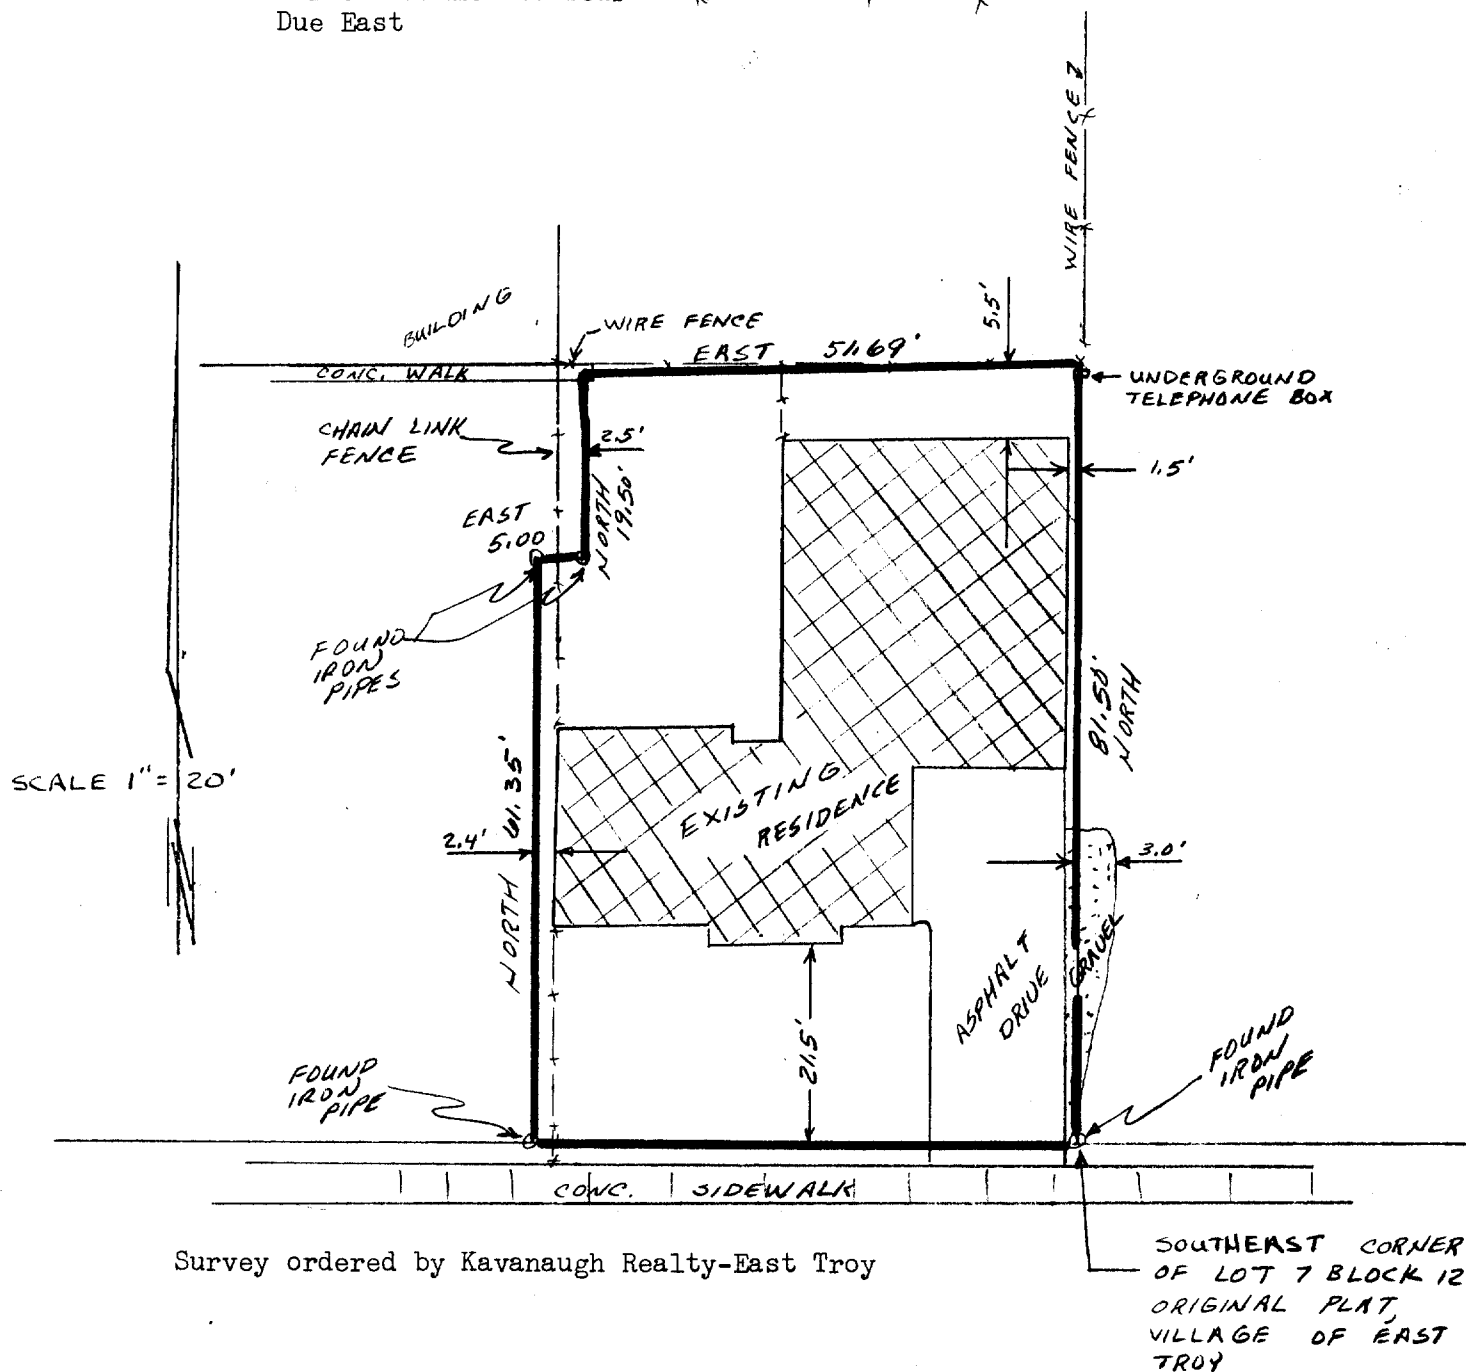 Due East
WIRE FENCE
BUILDING
5.5'
WIRE FENCE
EAST 51.69'
CONC. WALK
UNDERGROUND
TELEPHONE BOX
CHAIN LINK
FENCE
2.5'
1.5'
NORTH
19.50'
EAST
5.00
FOUND
IRON
PIPES
81.50'
NORTH
SCALE 1" = 20'
NORTH 61.35'
EXISTING
RESIDENCE
2.4'
3.0'
GRAVEL
ASPHALT
DRIVE
21.5'
FOUND
IRON
PIPE
FOUND
IRON
PIPE
CONC. SIDEWALK
Survey ordered by Kavanaugh Realty-East Troy
SOUTHEAST CORNER
OF LOT 7 BLOCK 12
ORIGINAL PLAT,
VILLAGE OF EAST
TROY